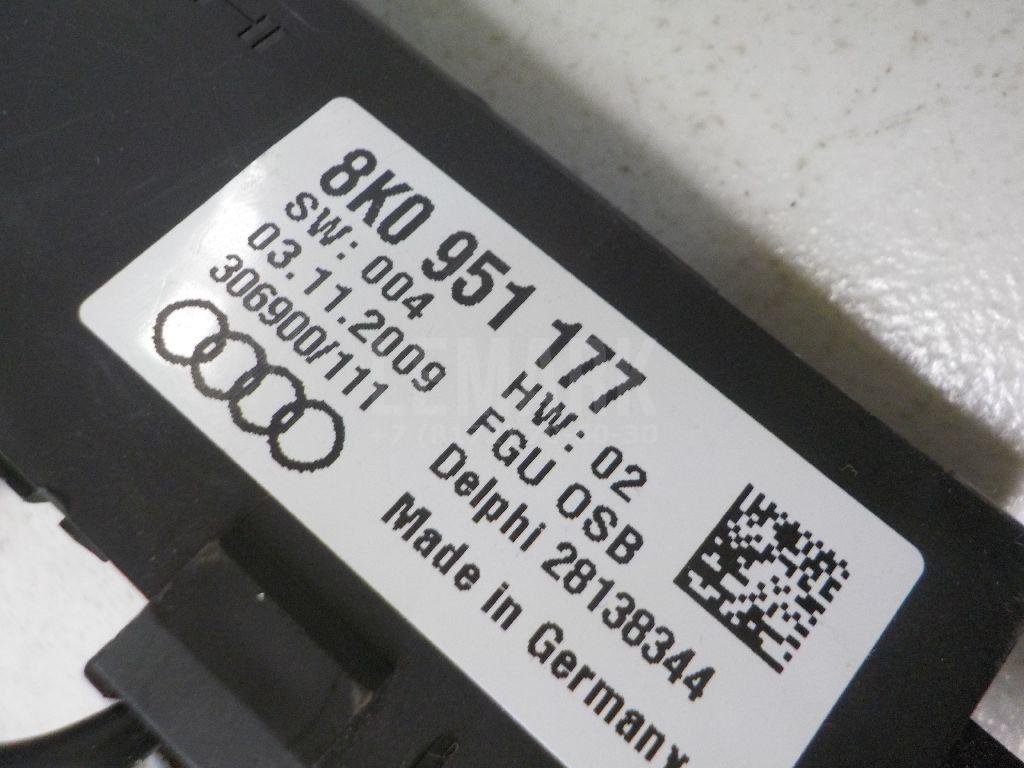 8K0 951 177
SW: 004 HW: 02
03.11.2009 FGU OSB
306900/111 Delphi 28138344
Made in Germany